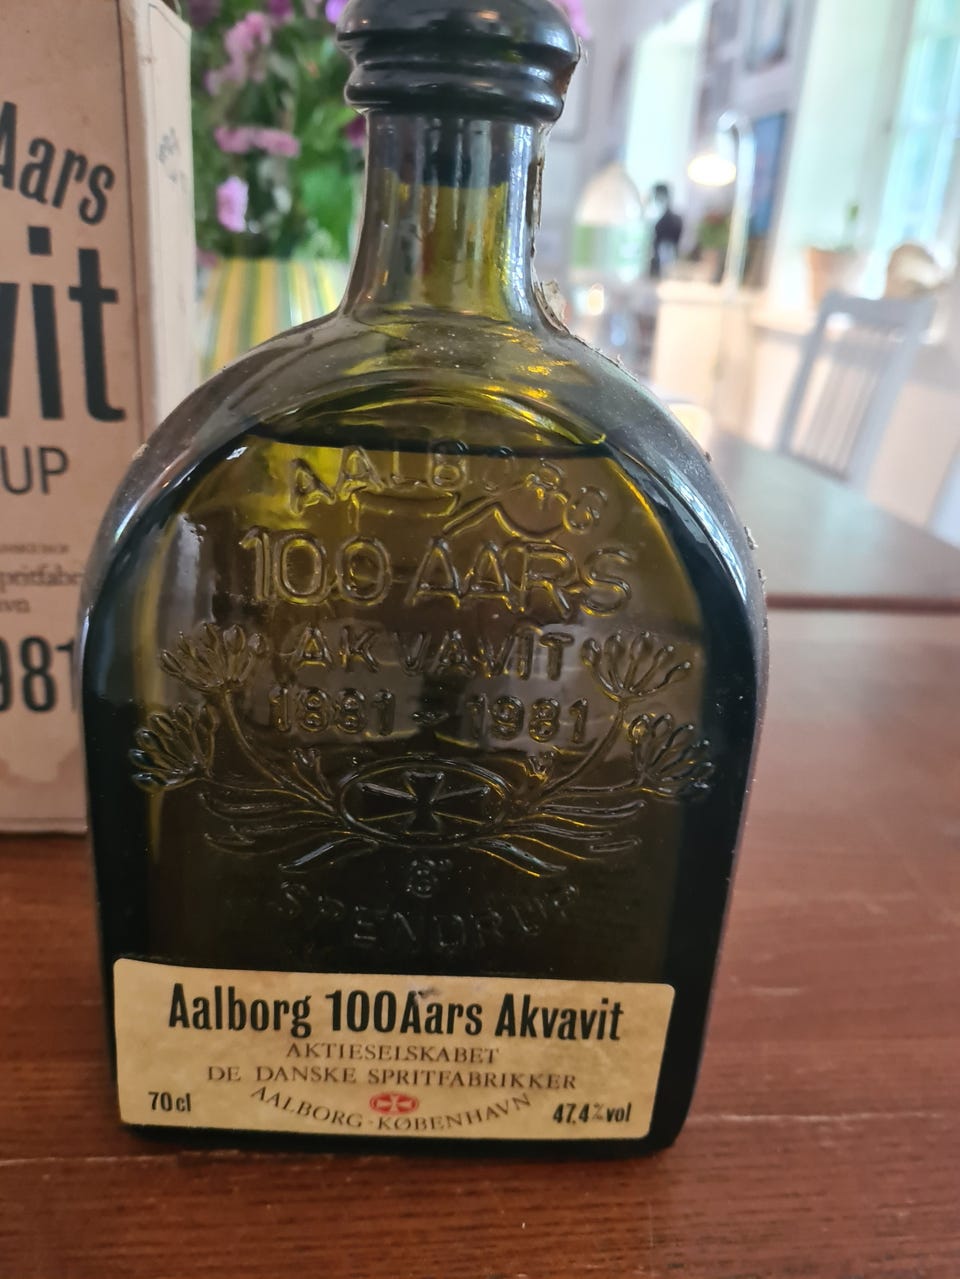 Aars
vit
UP
981
AALBORG
100 AARS
AKVAVIT
1881-1981
&
SPENDRUP
Aalborg 100Aars Akvavit
AKTIESELSKABET
DE DANSKE SPRITFABRIKKER
AALBORG · KØBENHAVN
70cl
47,4%vol